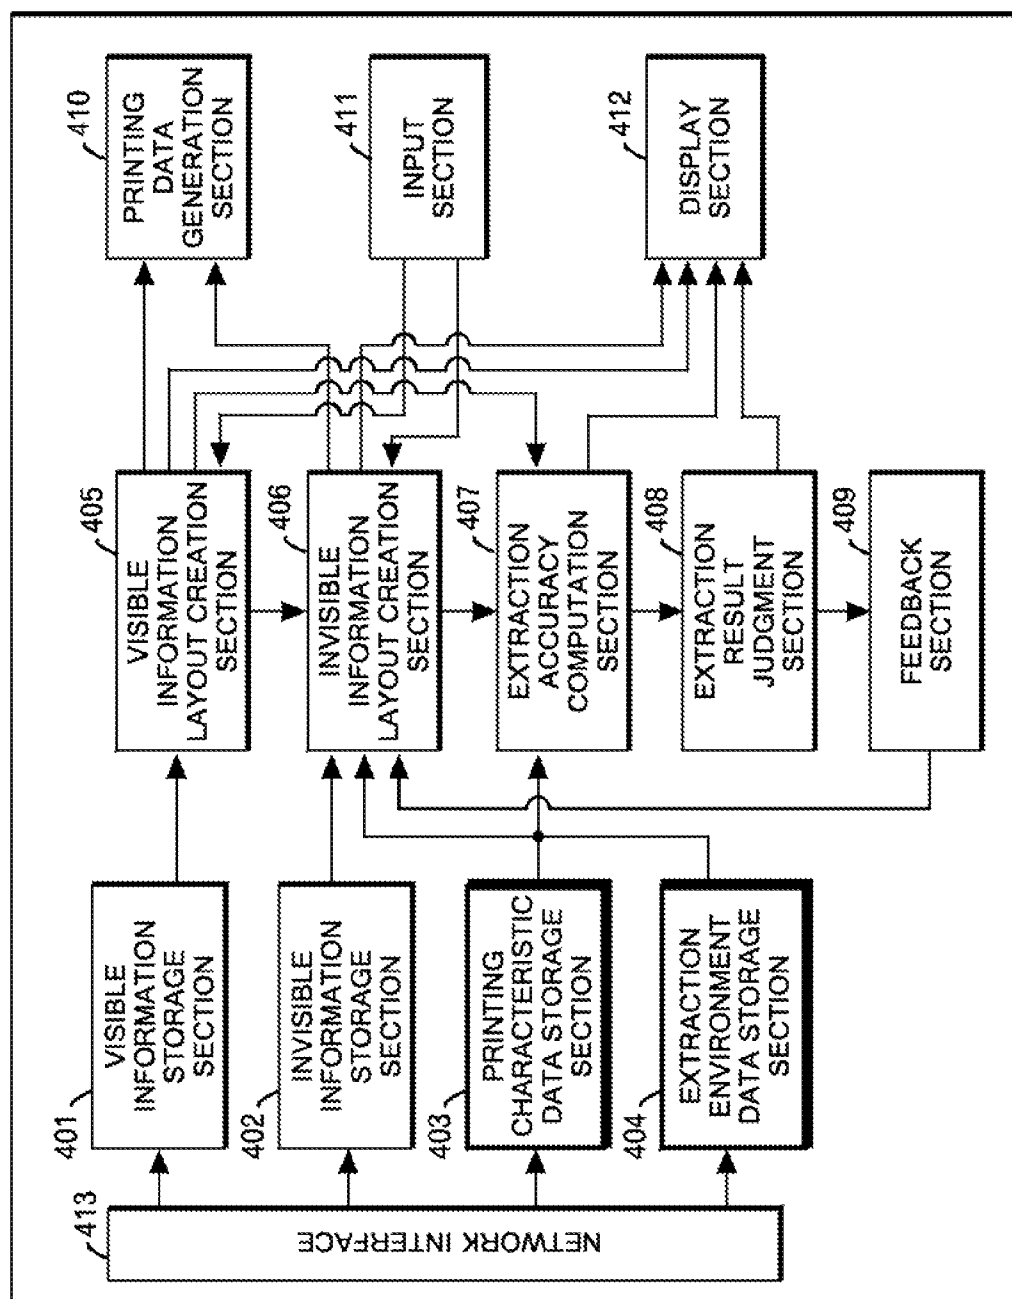 413
NETWORK INTERFACE
401
VISIBLE
INFORMATION
STORAGE
SECTION
402
INVISIBLE
INFORMATION
STORAGE
SECTION
403
PRINTING
CHARACTERISTIC
DATA STORAGE
SECTION
404
EXTRACTION
ENVIRONMENT
DATA STORAGE
SECTION
405
VISIBLE
INFORMATION
LAYOUT CREATION
SECTION
406
INVISIBLE
INFORMATION
LAYOUT CREATION
SECTION
407
EXTRACTION
ACCURACY
COMPUTATION
SECTION
408
EXTRACTION
RESULT
JUDGMENT
SECTION
409
FEEDBACK
SECTION
410
PRINTING
DATA
GENERATION
SECTION
411
INPUT
SECTION
412
DISPLAY
SECTION